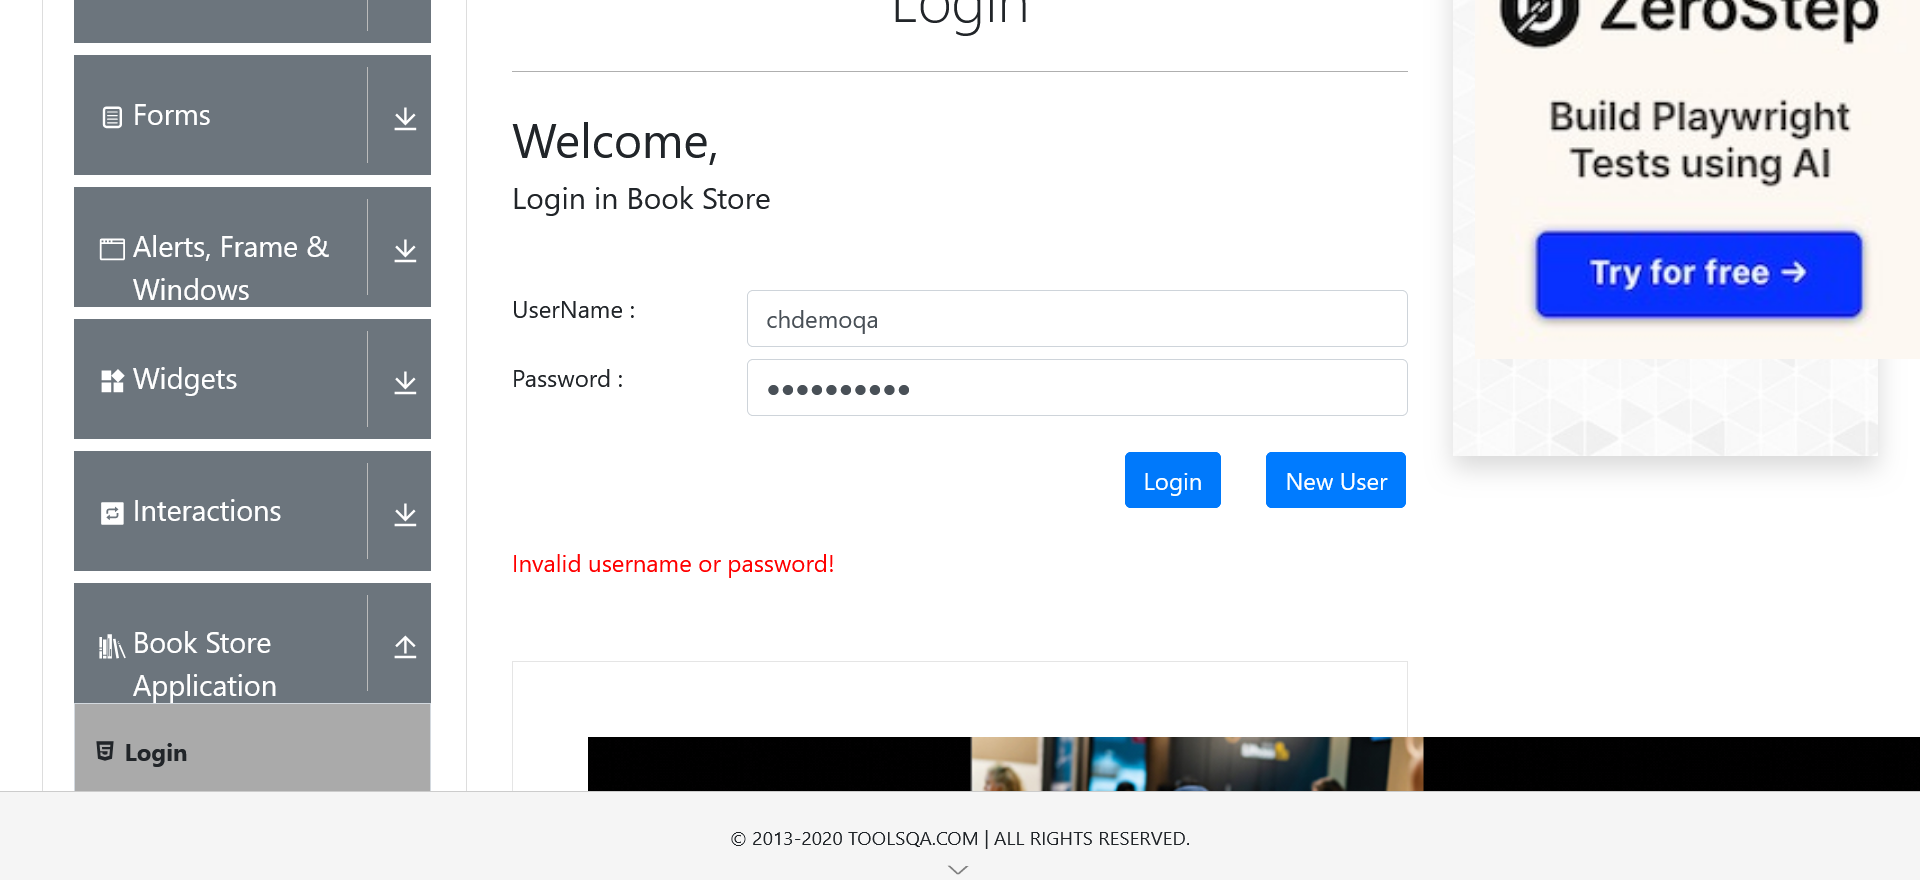 Login
Forms
Alerts, Frame &
Windows
Widgets
Interactions
Book Store
Application
Login
Welcome,
Login in Book Store
UserName :
chdemoqa
Password :
••••••••••
Login
New User
Invalid username or password!
ZeroStep
Build Playwright
Tests using AI
Try for free →
© 2013-2020 TOOLSQA.COM | ALL RIGHTS RESERVED.